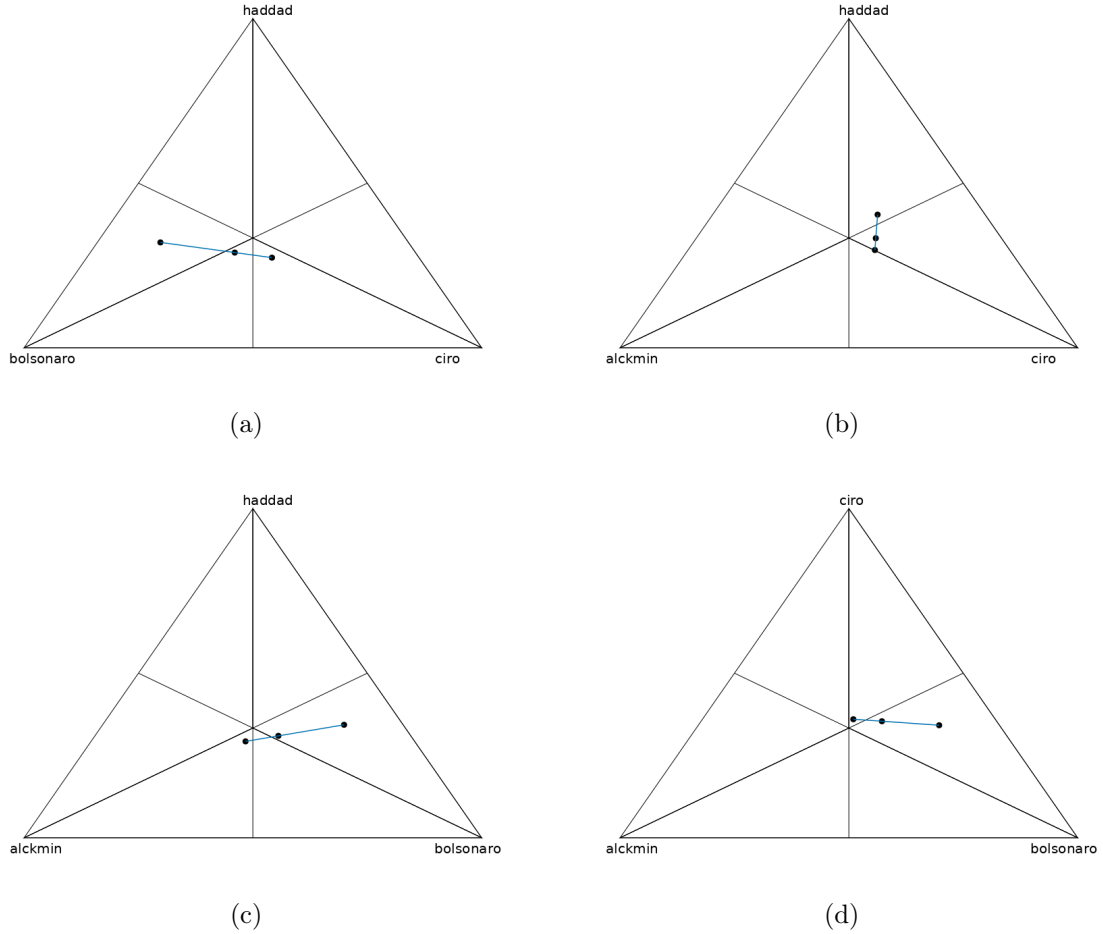 haddad
haddad
bolsonaro
ciro
alckmin
ciro
(a)
(b)
haddad
ciro
alckmin
bolsonaro
alckmin
bolsonaro
(c)
(d)